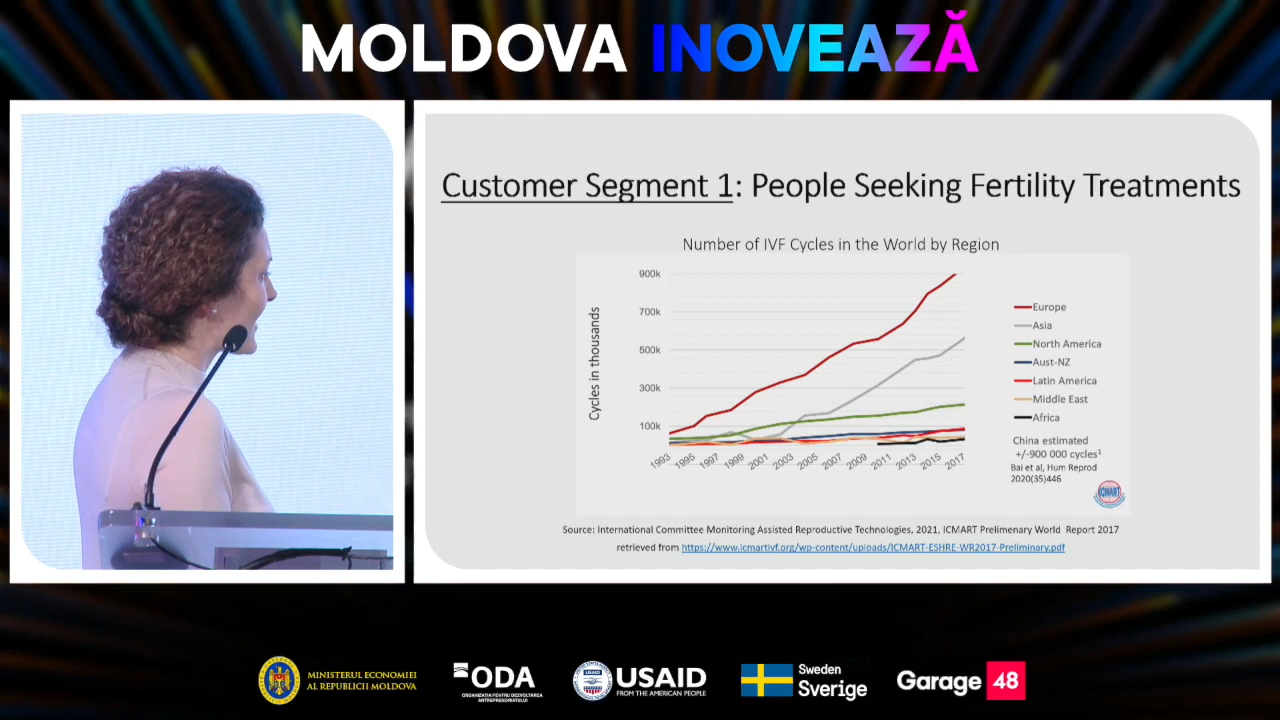 MOLDOVA INOVEAZĂ
Customer Segment 1: People Seeking Fertility Treatments
Number of IVF Cycles in the World by Region
Cycles in thousands
900k
700k
500k
300k
100k
1993
1995
1997
1999
2001
2003
2005
2007
2009
2011
2013
2015
2017
Europe
Asia
North America
Aust-NZ
Latin America
Middle East
Africa
China estimated
+/-900 000 cycles¹
Bai et al, Hum Reprod
2020(35)446
ICMART
Source: International Committee Monitoring Assisted Reproductive Technologies, 2021, ICMART Prelimenary World Report 2017
retrieved from https://www.icmartivf.org/wp-content/uploads/ICMART-ESHRE-WR2017-Preliminary.pdf
MINISTERUL ECONOMIEI
AL REPUBLICII MOLDOVA
ODA
ORGANIZAȚIA PENTRU DEZVOLTAREA
ANTREPRENORIATULUI
USAID
USAID
FROM THE AMERICAN PEOPLE
Sweden
Sverige
Garage 48